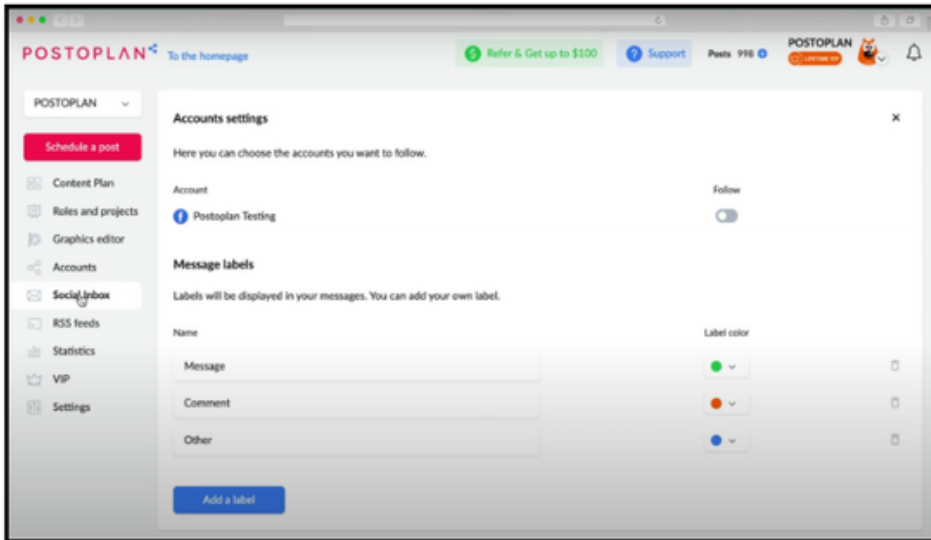 POSTOPLAN
To the homepage
Refer & Get up to $100
Support
Posts 998
POSTOPLAN
LIFETIME VIP
POSTOPLAN
Schedule a post
Content Plan
Roles and projects
Graphics editor
Accounts
Social Inbox
RSS feeds
Statistics
VIP
Settings
Accounts settings
Here you can choose the accounts you want to follow.
Account
Follow
Postoplan Testing
Message labels
Labels will be displayed in your messages. You can add your own label.
Name
Label color
Message
Comment
Other
Add a label